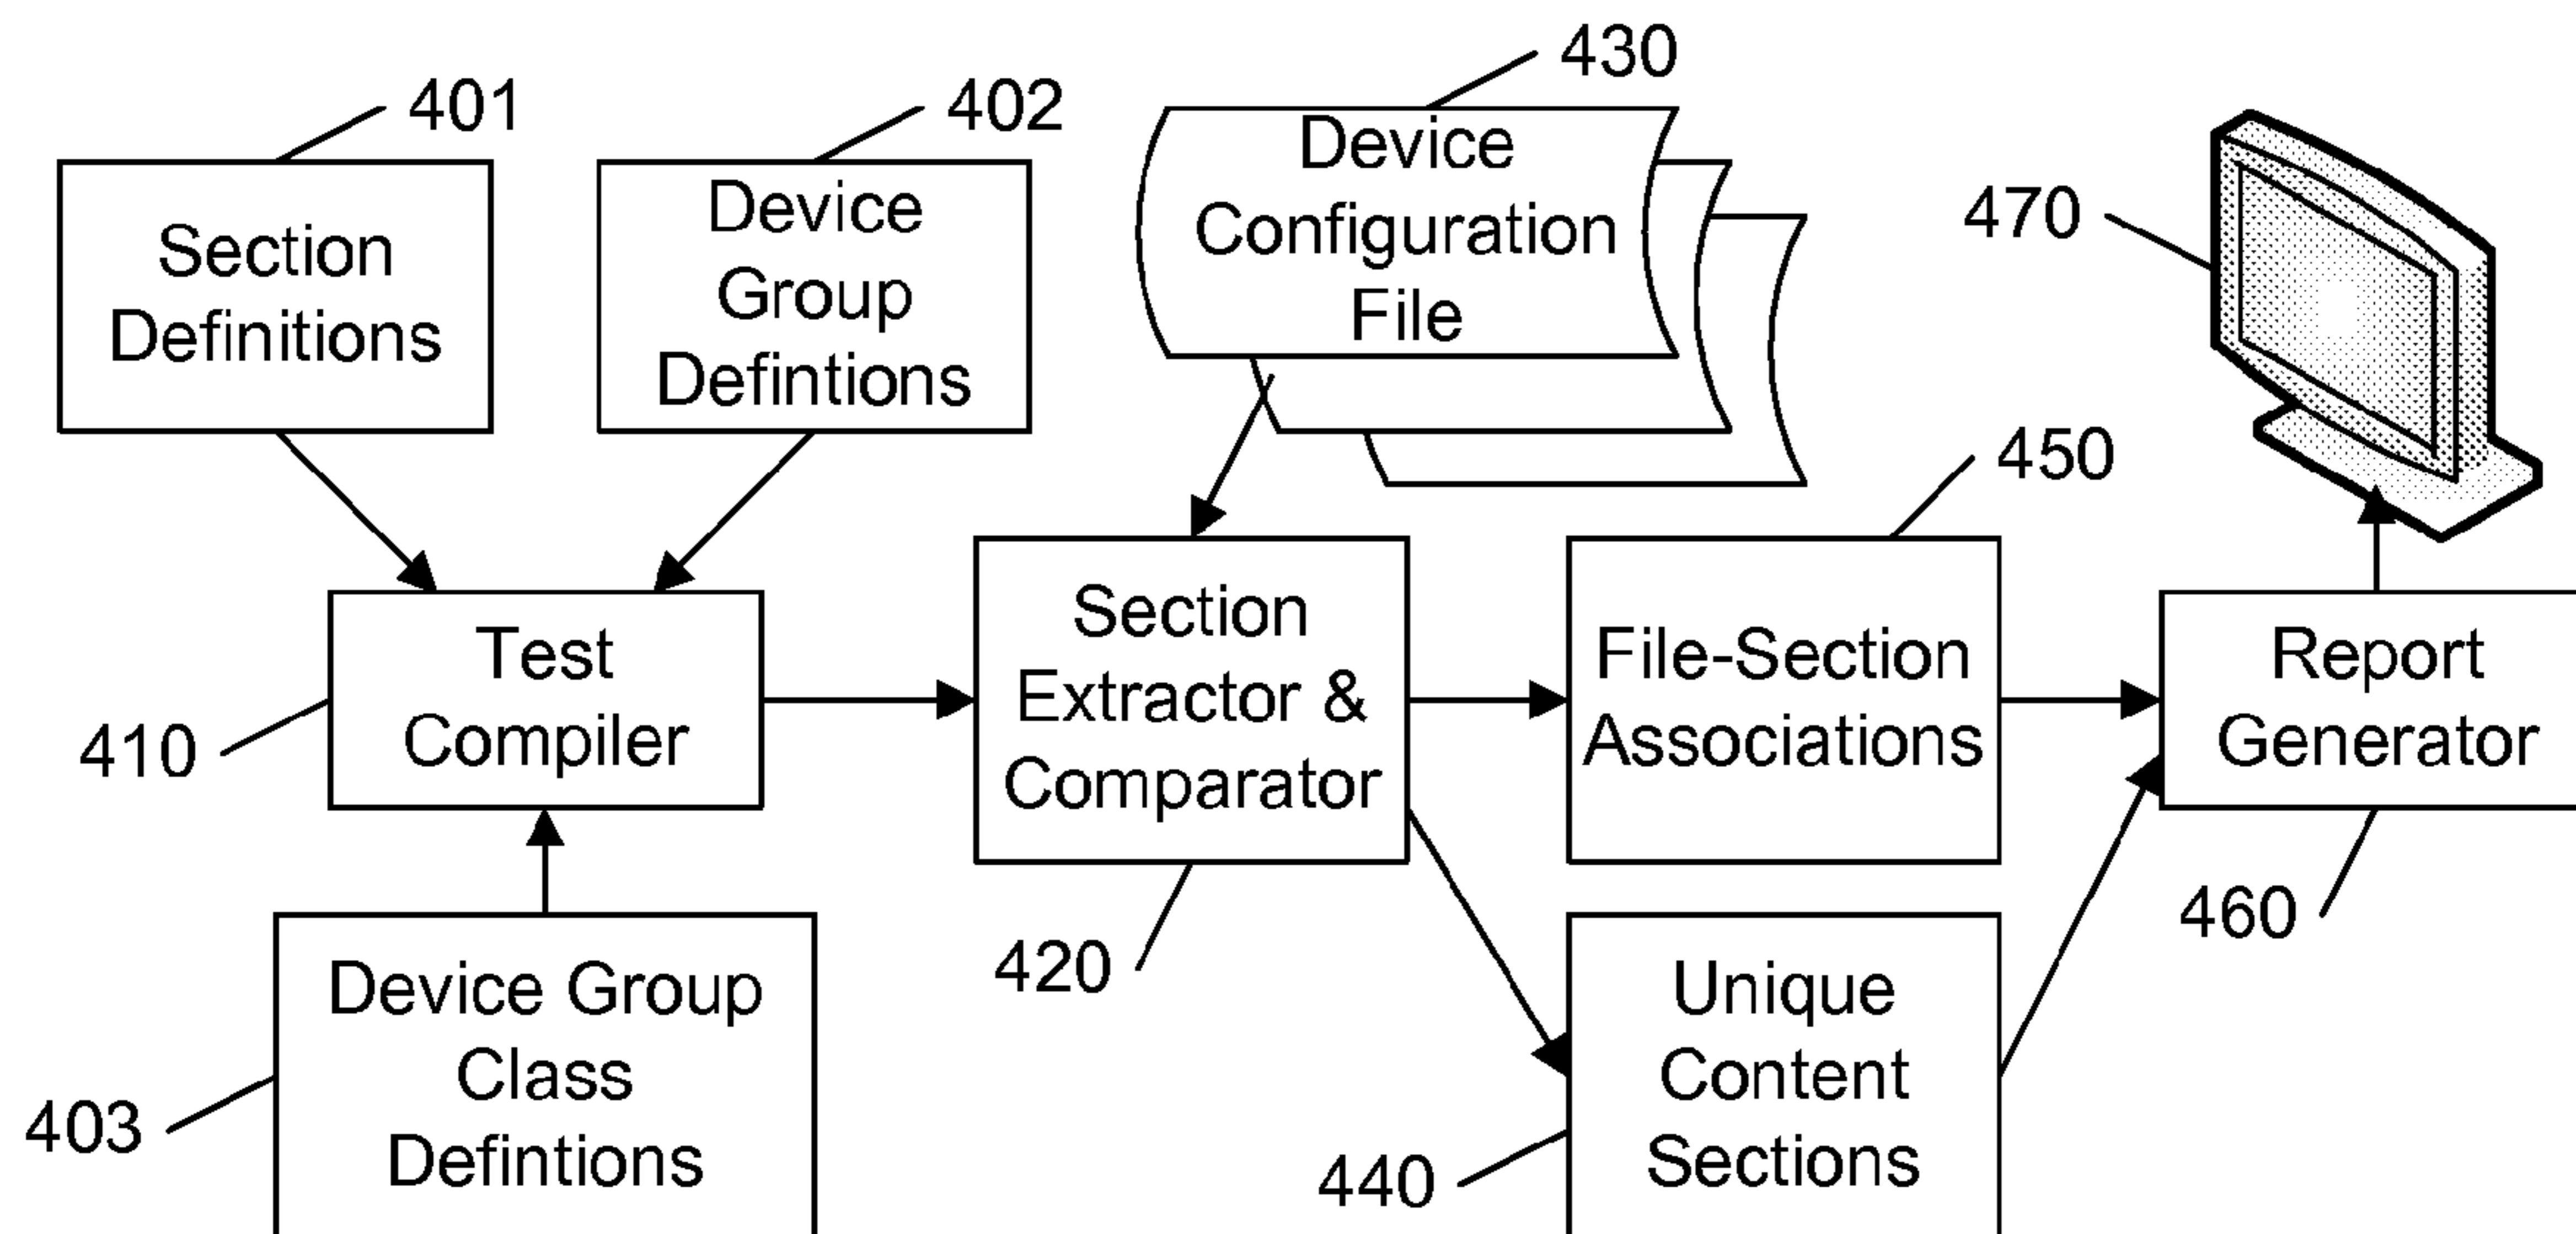 401
Section
Definitions
402
Device
Group
Defintions
430
Device
Configuration
File
470
450
410
Test
Compiler
Section
Extractor &
Comparator
420
File-Section
Associations
Report
Generator
460
403
Device Group
Class
Defintions
440
Unique
Content
Sections